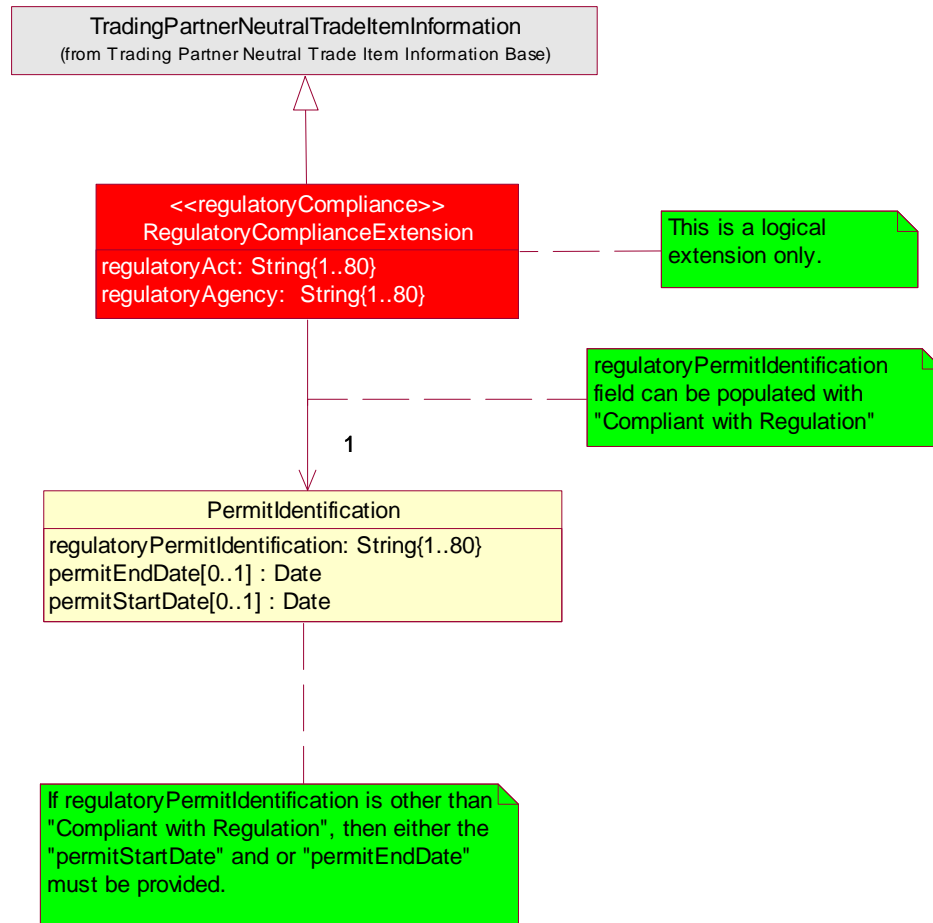 TradingPartnerNeutralTradeItemInformation
(from Trading Partner Neutral Trade Item Information Base)
<<regulatoryCompliance>>
RegulatoryComplianceExtension
regulatoryAct: String{1..80}
regulatoryAgency: String{1..80}
This is a logical
extension only.
regulatoryPermitIdentification
field can be populated with
"Compliant with Regulation"
1
PermitIdentification
regulatoryPermitIdentification: String{1..80}
permitEndDate[0..1] : Date
permitStartDate[0..1] : Date
If regulatoryPermitIdentification is other than
"Compliant with Regulation", then either the
"permitStartDate" and or "permitEndDate"
must be provided.